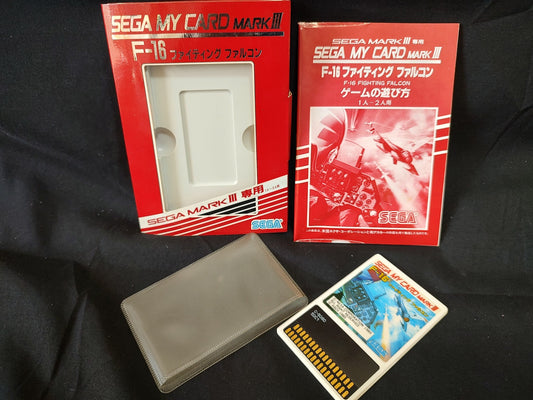 SEGA MY CARD MARK III
F-16 ファイティング ファルコン
SEGA MARK III 専用
SEGA
SEGA MARK III 専用
SEGA MY CARD MARK III
F-16 ファイティング ファルコン
F-16 FIGHTING FALCON
ゲームの遊び方
1人～2人用
SEGA
SEGA MY CARD MARK III
F-16